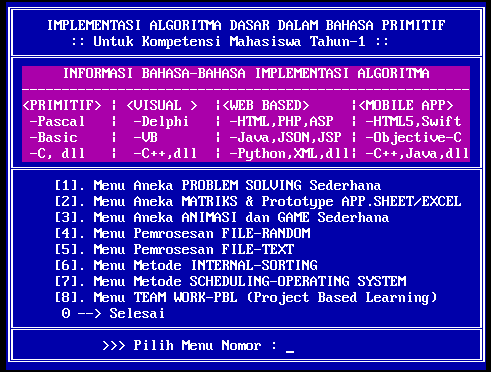 IMPLEMENTASI ALGORITMA DASAR DALAM BAHASA PRIMITIF
:: Untuk Kompetensi Mahasiswa Tahun-1 ::
INFORMASI BAHASA-BAHASA IMPLEMENTASI ALGORITMA
--------------------------------------------------------
<PRIMITIF> | <VISUAL > |<WEB BASED> |<MOBILE APP>
-Pascal | -Delphi | -HTML,PHP,ASP | -HTML5,Swift
-Basic | -VB | -Java,JSON,JSP | -Objective-C
-C, dll | -C++,dll | -Python,XML,dll| -C++,Java,dll
[1]. Menu Aneka PROBLEM SOLVING Sederhana
[2]. Menu Aneka MATRIKS & Prototype APP.SHEET/EXCEL
[3]. Menu Aneka ANIMASI dan GAME Sederhana
[4]. Menu Pemrosesan FILE-RANDOM
[5]. Menu Pemrosesan FILE-TEXT
[6]. Menu Metode INTERNAL-SORTING
[7]. Menu Metode SCHEDULING-OPERATING SYSTEM
[8]. Menu TEAM WORK-PBL (Project Based Learning)
0 --> Selesai
>>> Pilih Menu Nomor : _